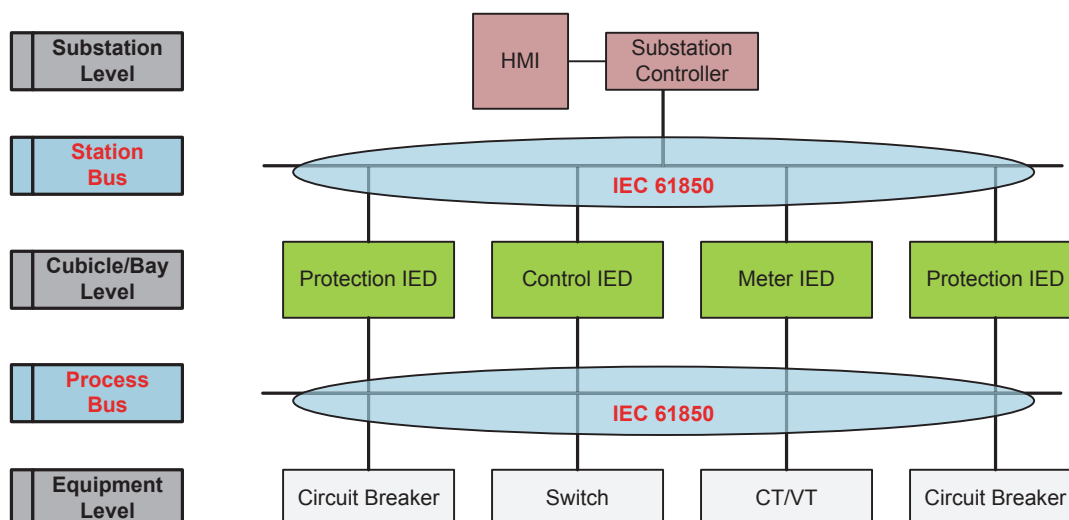 Substation
Level
HMI
Substation
Controller
Station
Bus
IEC 61850
Cubicle/Bay
Level
Protection IED
Control IED
Meter IED
Protection IED
Process
Bus
IEC 61850
Equipment
Level
Circuit Breaker
Switch
CT/VT
Circuit Breaker